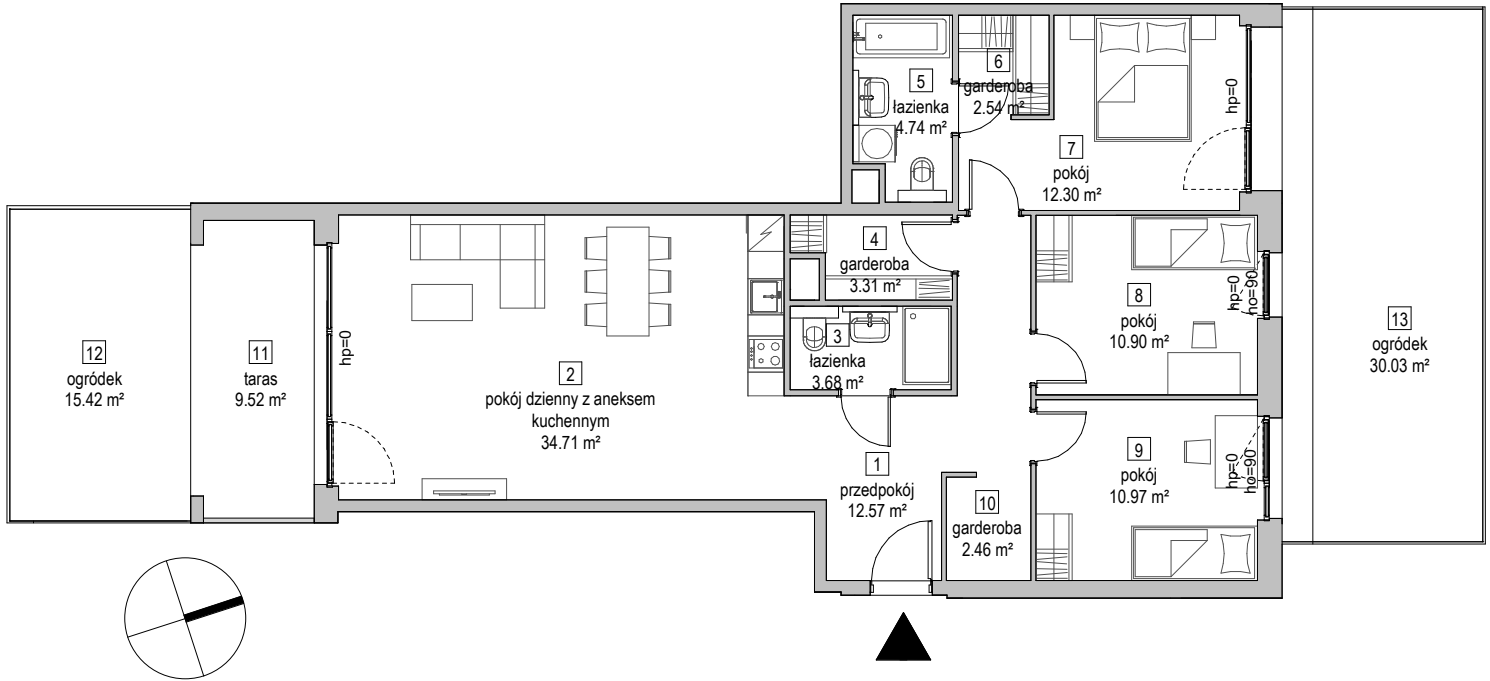 5
łazienka
4.74 m²
6
garderoba
2.54 m²
hp=0
7
pokój
12.30 m²
4
garderoba
3.31 m²
hp=0
ho=90
8
pokój
10.90 m²
13
ogródek
30.03 m²
12
ogródek
15.42 m²
11
taras
9.52 m²
hp=0
2
pokój dzienny z aneksem
kuchennym
34.71 m²
3
łazienka
3.68 m²
1
przedpokój
12.57 m²
10
garderoba
2.46 m²
9
pokój
10.97 m²
hp=0
ho=90